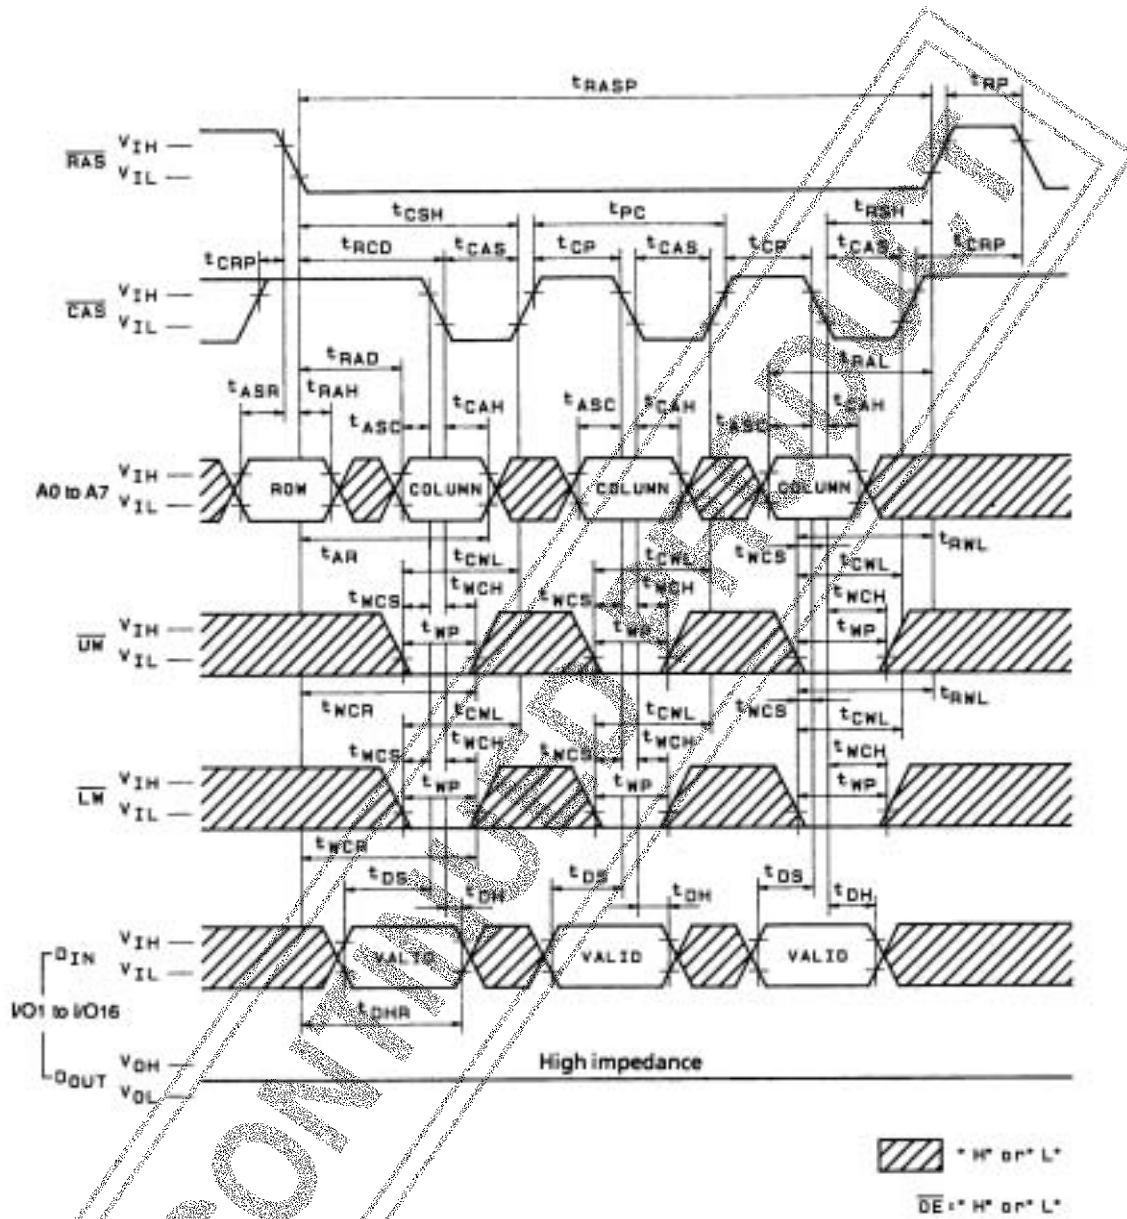 tRASP tRP
RAS VIH
VIL
tCSH tPC tRSH
tCRP tRCD tCAS tCP tCAS tCP tCAS tCRP
CAS VIH
VIL
tRAD tRAL
tASR tRAH tCAH tASC tCAH tCAH
tASC tASC
A0 to A7 VIH
VIL
ROW COLUMN COLUMN COLUMN
tAR tCWL tCWL tWCS tCWL tRWL
tWCS tWCH tWCS tWCH tWCH
UW VIH
VIL
tWP tWP tWP
tWCR tCWL tCWL tWCS tCWL tRWL
tWCS tWCH tWCS tWCH tWCH
LW VIH
VIL
tWP tWP tWP
tWCR
tDS tDH tDS tDH tDS tDH
DIN VIH
VIL
VALID VALID VALID
I/O1 to I/O16
tDHR
DOUT VOH
VOL
High impedance
"H" or "L"
OE: "H" or "L"
CONTINUED PRODUCT